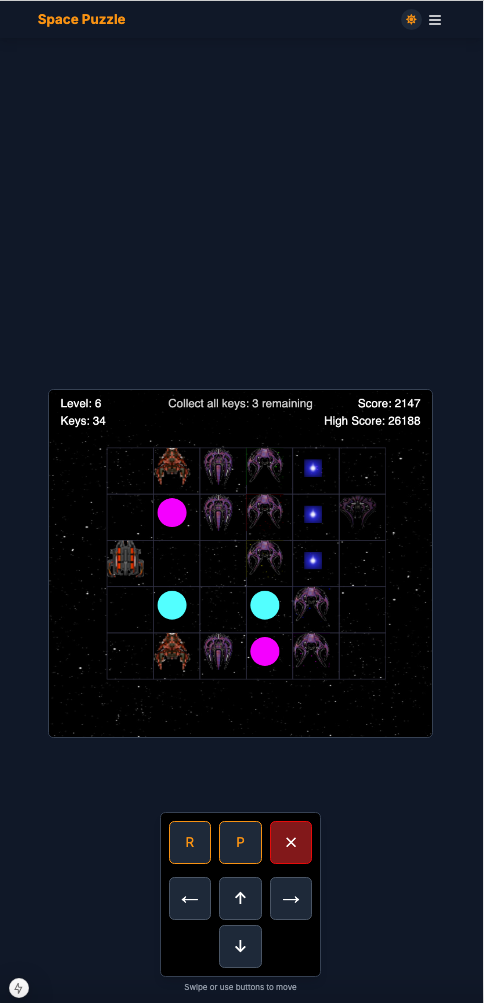 Space Puzzle
Level: 6
Collect all keys: 3 remaining
Score: 2147
Keys: 34
High Score: 26188
R
P
×
←
↑
→
↓
Swipe or use buttons to move